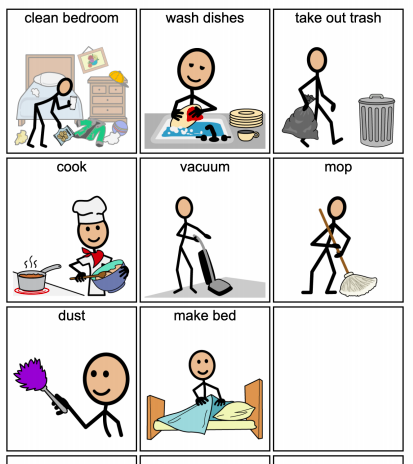 clean bedroom
wash dishes
take out trash
cook
vacuum
mop
dust
make bed